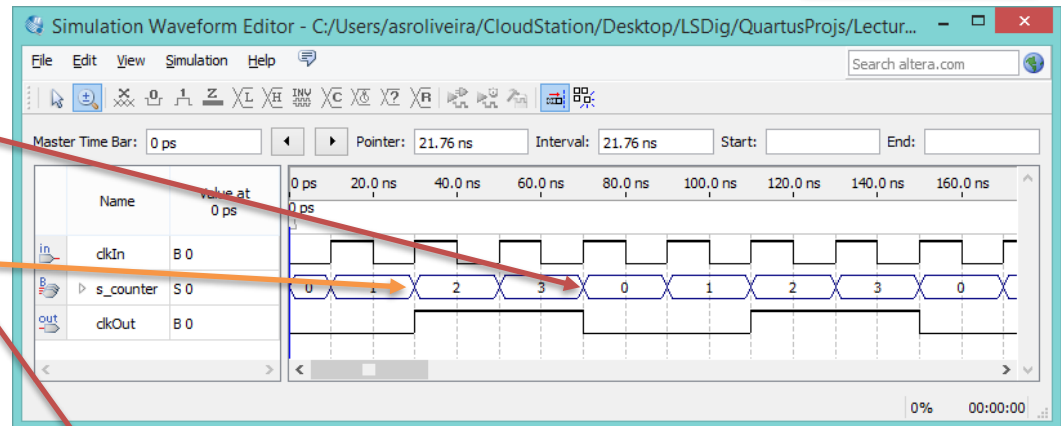 Simulation Waveform Editor - C:/Users/asroliveira/CloudStation/Desktop/LSDig/QuartusProjs/Lectur...
File Edit View Simulation Help Search altera.com
Master Time Bar: 0 ps Pointer: 21.76 ns Interval: 21.76 ns Start: End:
Name Value at 0 ps
0 ps 20.0 ns 40.0 ns 60.0 ns 80.0 ns 100.0 ns 120.0 ns 140.0 ns 160.0 ns
0 ps
in clkIn B 0
B s_counter S 0 0 1 2 3 0 1 2 3 0
out clkOut B 0
0% 00:00:00